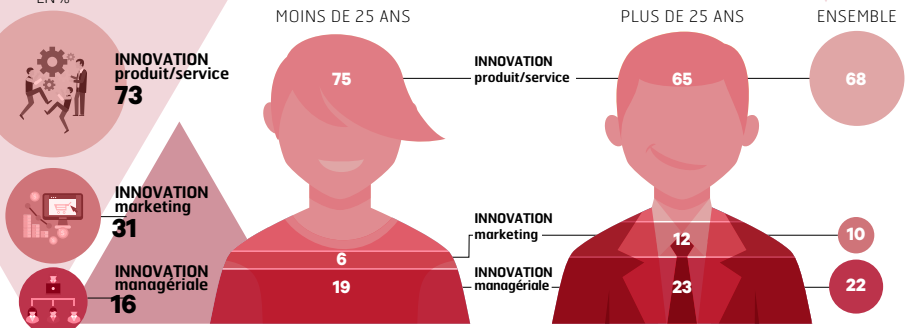 EN %
INNOVATION
produit/service
73
INNOVATION
marketing
31
INNOVATION
managériale
16
MOINS DE 25 ANS
PLUS DE 25 ANS
ENSEMBLE
75
INNOVATION
produit/service
65
68
6
INNOVATION
marketing
12
10
19
INNOVATION
managériale
23
22